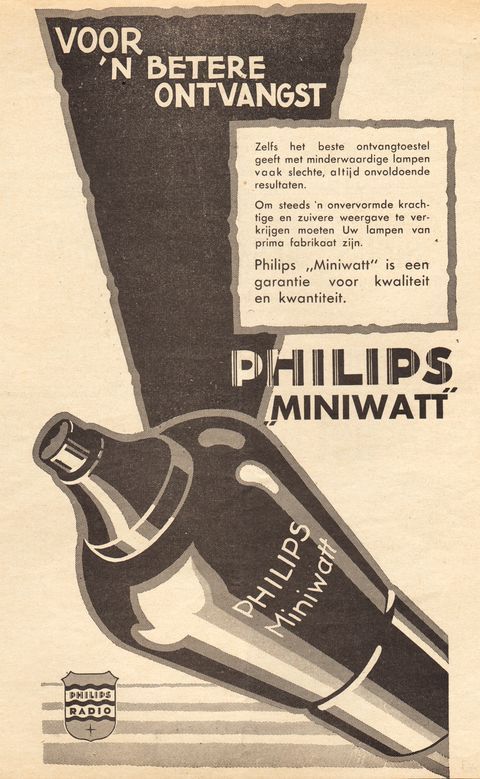 VOOR
'N BETERE
ONTVANGST
Zelfs het beste ontvangtoestel
geeft met minderwaardige lampen
vaak slechte, altijd onvoldoende
resultaten.
Om steeds 'n onvervormde krach-
tige en zuivere weergave te ver-
krijgen moeten Uw lampen van
prima fabrikaat zijn.
Philips „Miniwatt" is een
garantie voor kwaliteit
en kwantiteit.
PHILIPS
„MINIWATT"
PHILIPS
Miniwatt
PHILIPS
RADIO